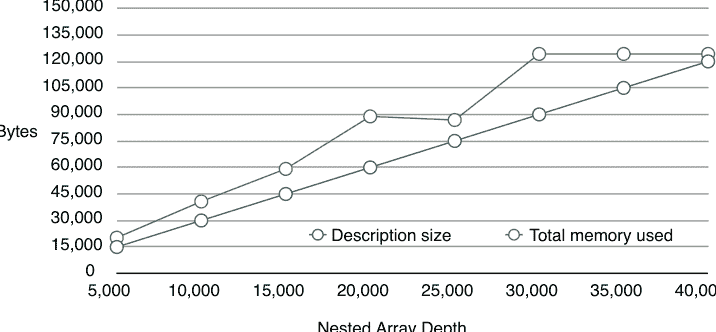 150,000
135,000
120,000
105,000
90,000
Bytes
75,000
60,000
45,000
30,000
15,000
0
Description size Total memory used
5,000 10,000 15,000 20,000 25,000 30,000 35,000 40,00
Nested Array Depth